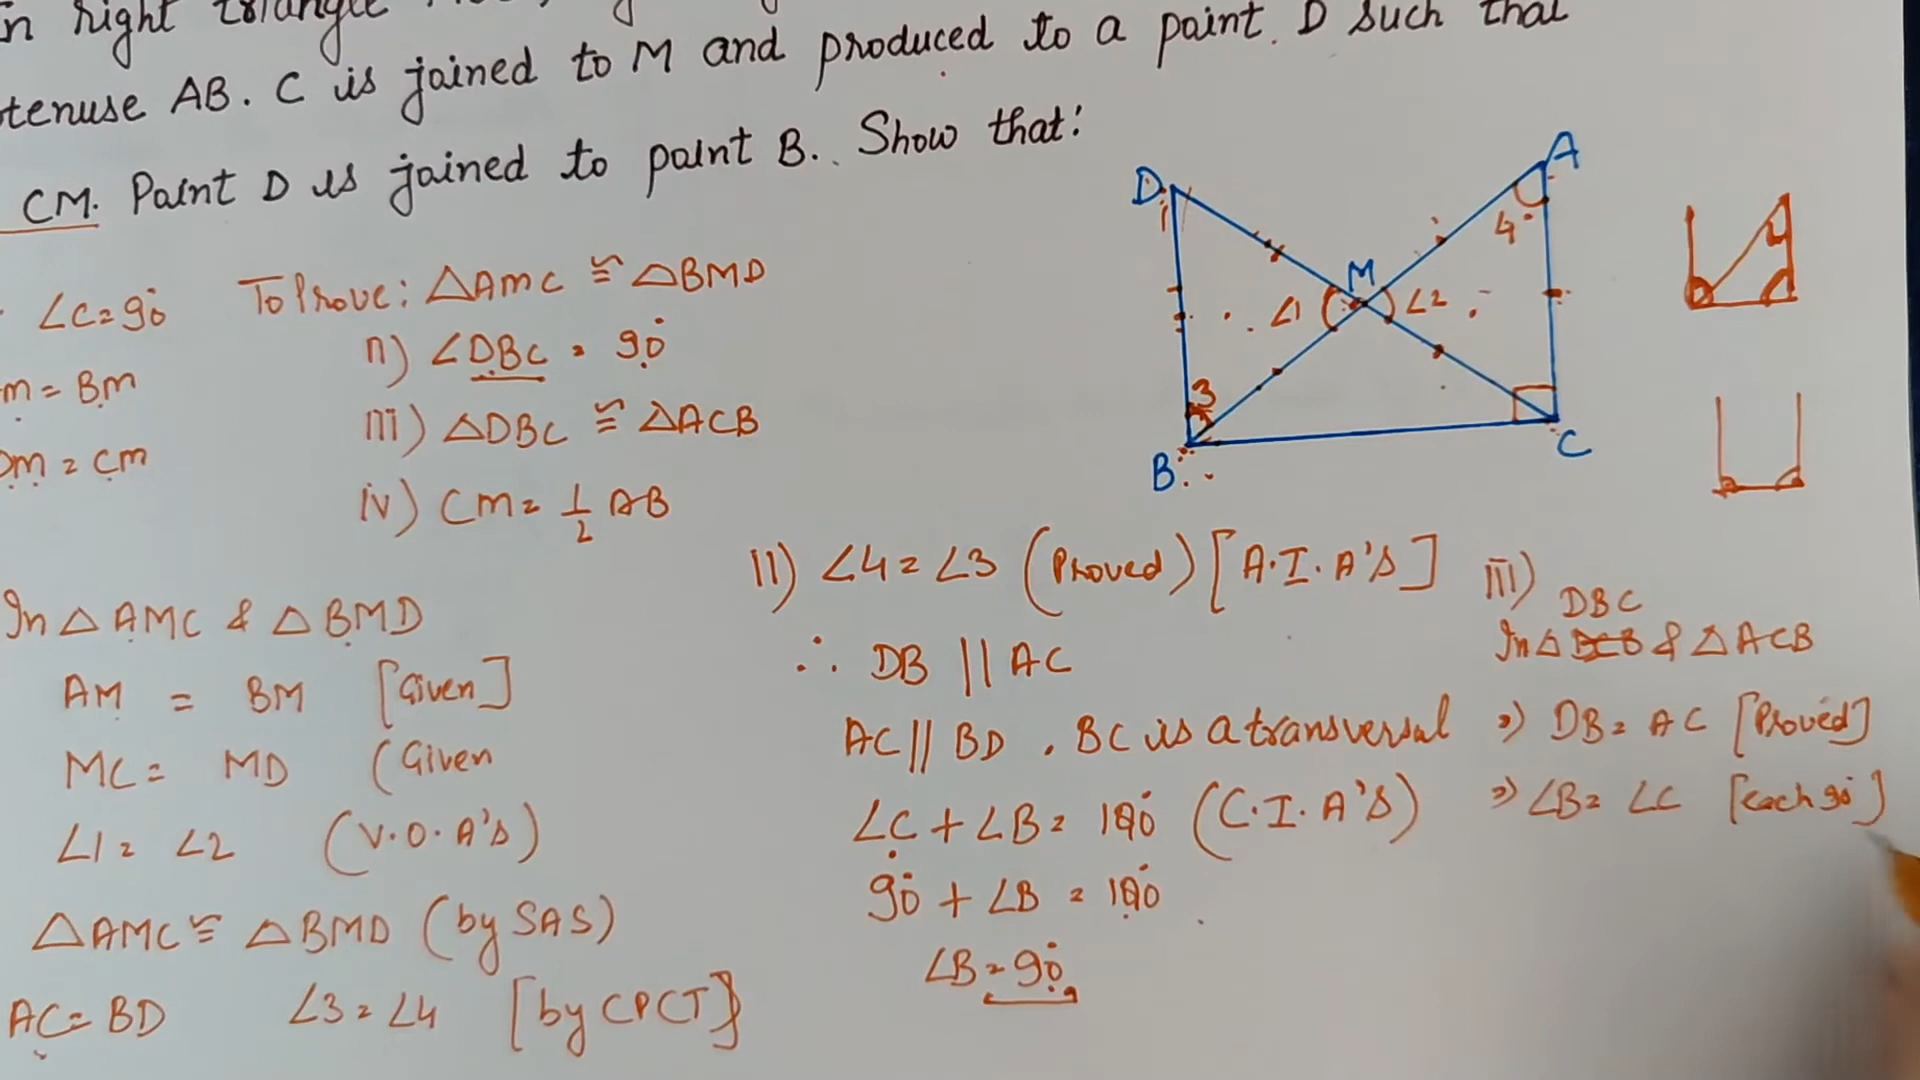 in right triangle
tenuse AB. C is joined to M and produced to a point D such that
CM. Point D is joined to point B. Show that:
∠C=90°
To Prove: △AMC ≅ △BMD
m = BM
II) ∠DBC = 90°
III) △DBC ≅ △ACB
DM = CM
iv) CM = 1/2 AB
D
A
4
M
∠1
∠2
3
B
C
In △ AMC & △ BMD
AM = BM [Given]
MC = MD (Given
∠1 = ∠2 (V.O.A's)
△AMC ≅ △BMD (by SAS)
AC = BD ∠3 = ∠4 [by CPCT]
II) ∠4 = ∠3 (Proved) [A.I.A's]
∴ DB || AC
AC || BD, BC is a transversal
∠C + ∠B = 180° (C.I.A's)
90° + ∠B = 180°
∠B = 90°
III)
DBC
In △ DCB & △ ACB
⇒ DB = AC [Proved]
⇒ ∠B = ∠C [each 90°]